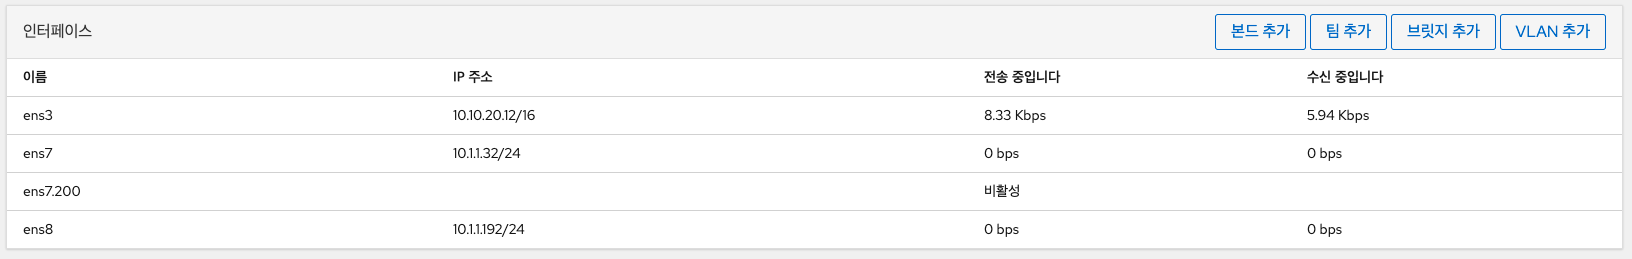 인터페이스 본드 추가 팀 추가 브릿지 추가 VLAN 추가
이름 IP 주소 전송 중입니다 수신 중입니다
ens3 10.10.20.12/16 8.33 Kbps 5.94 Kbps
ens7 10.1.1.32/24 0 bps 0 bps
ens7.200 비활성
ens8 10.1.1.192/24 0 bps 0 bps